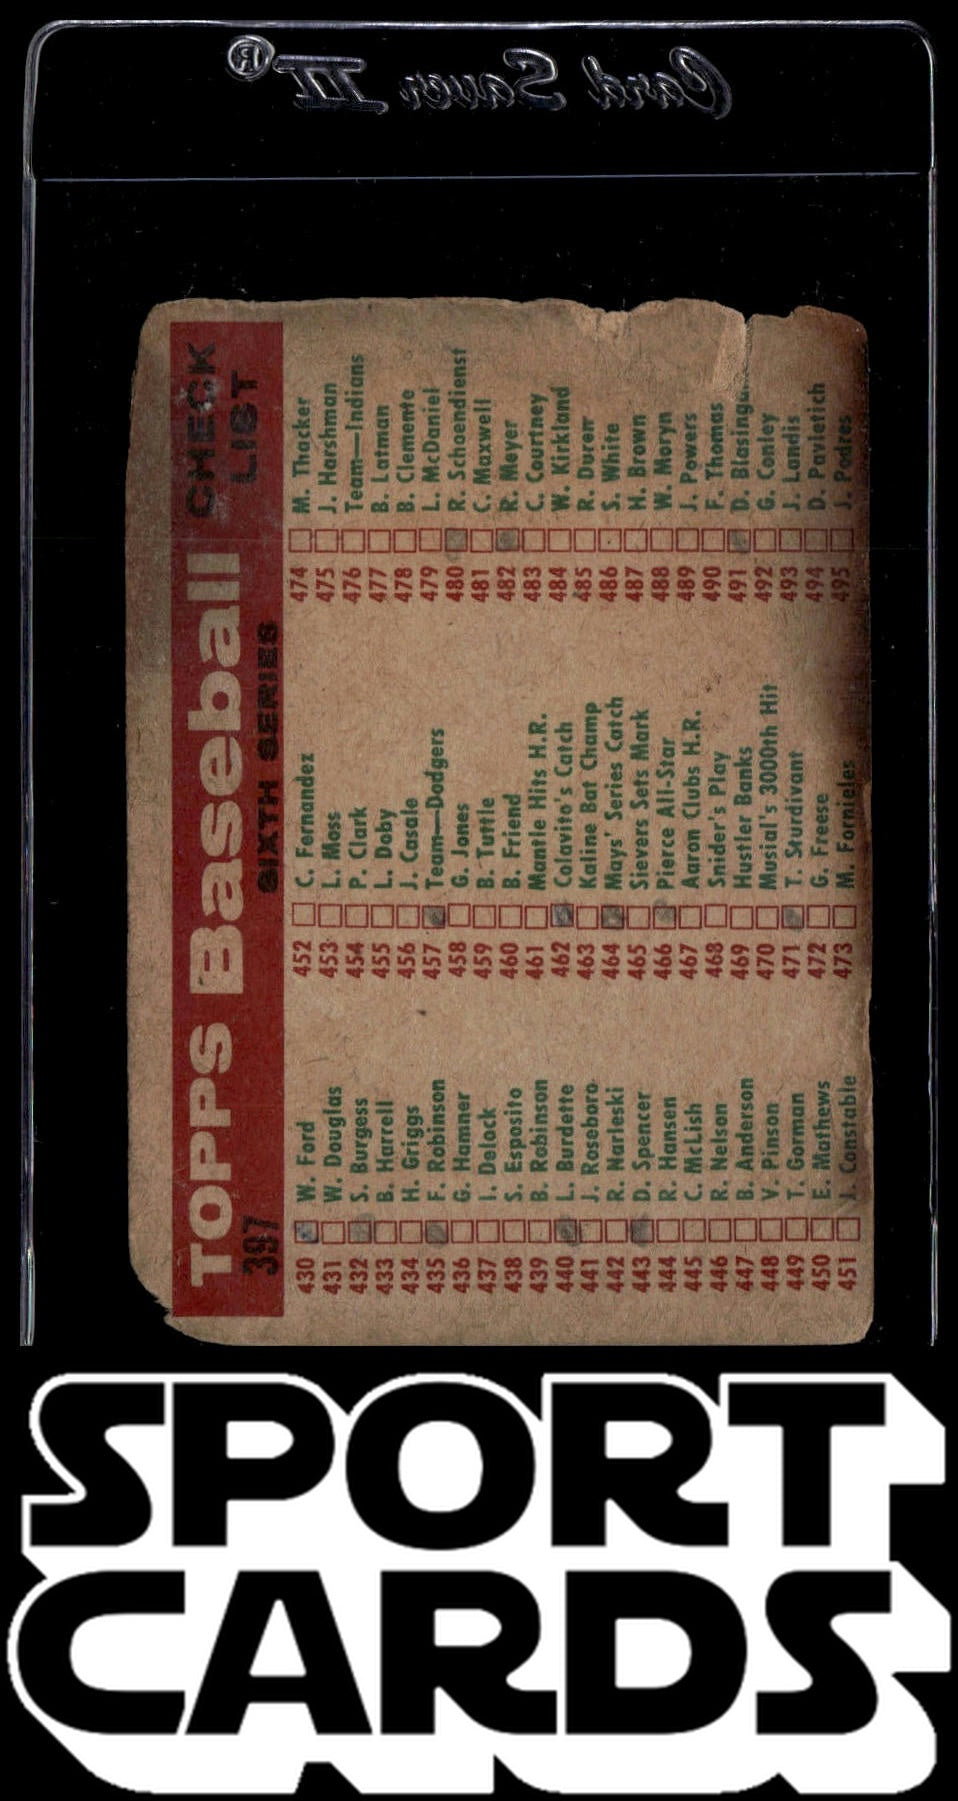 Card Saver II®
TOPPS Baseball CHECK LIST
397
SIXTH SERIES
430 W. Ford
431 W. Douglas
432 S. Burgess
433 B. Harrell
434 H. Griggs
435 F. Robinson
436 G. Hamner
437 I. Delock
438 S. Esposito
439 B. Robinson
440 L. Burdette
441 J. Roseboro
442 R. Narleski
443 D. Spencer
444 R. Hansen
445 C. McLish
446 R. Nelson
447 B. Anderson
448 V. Pinson
449 T. Gorman
450 E. Mathews
451 J. Constable
452 C. Fernandez
453 L. Moss
454 P. Clark
455 L. Doby
456 J. Casale
457 Team—Dodgers
458 G. Jones
459 B. Tuttle
460 B. Friend
461 Mantle Hits H.R.
462 Colavito's Catch
463 Kaline Bat Champ
464 Mays' Series Catch
465 Sievers Sets Mark
466 Pierce All-Star
467 Aaron Clubs H.R.
468 Snider's Play
469 Hustler Banks
470 Musial's 3000th Hit
471 T. Sturdivant
472 G. Freese
473 M. Fornieles
474 M. Thacker
475 J. Harshman
476 Team—Indians
477 B. Latman
478 B. Clemente
479 L. McDaniel
480 R. Schoendienst
481 C. Maxwell
482 R. Meyer
483 C. Courtney
484 W. Kirkland
485 R. Duren
486 S. White
487 H. Brown
488 W. Moryn
489 J. Powers
490 F. Thomas
491 D.
492 G. Conley
493 J. Landis
494 D. Pavletich
495 J. Padres
SPORT
CARDS